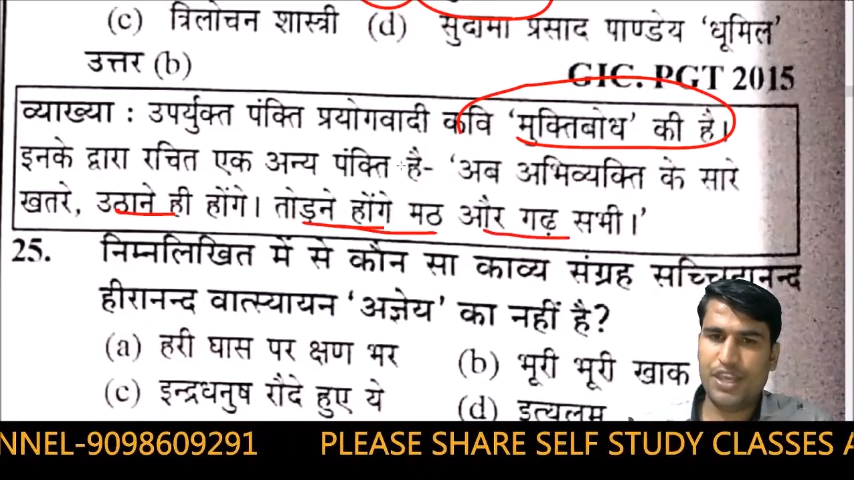 (c) त्रिलोचन शास्त्री (d) सुदामा प्रसाद पाण्डेय ‘धूमिल’
उत्तर (b)
GIC. PGT 2015
व्याख्या : उपर्युक्त पंक्ति प्रयोगवादी कवि ‘मुक्तिबोध’ की है।
इनके द्वारा रचित एक अन्य पंक्ति है- ‘अब अभिव्यक्ति के सारे
खतरे, उठाने ही होंगे। तोड़ने होंगे मठ और गढ़ सभी।’
25. निम्नलिखित में से कौन सा काव्य संग्रह सच्चिदानन्द
हीरानन्द वात्स्यायन ‘अज्ञेय’ का नहीं है?
(a) हरी घास पर क्षण भर (b) भूरी भूरी खाक
(c) इन्द्रधनुष रौंदे हुए ये (d) इत्यलम
NNEL-9098609291 PLEASE SHARE SELF STUDY CLASSES A